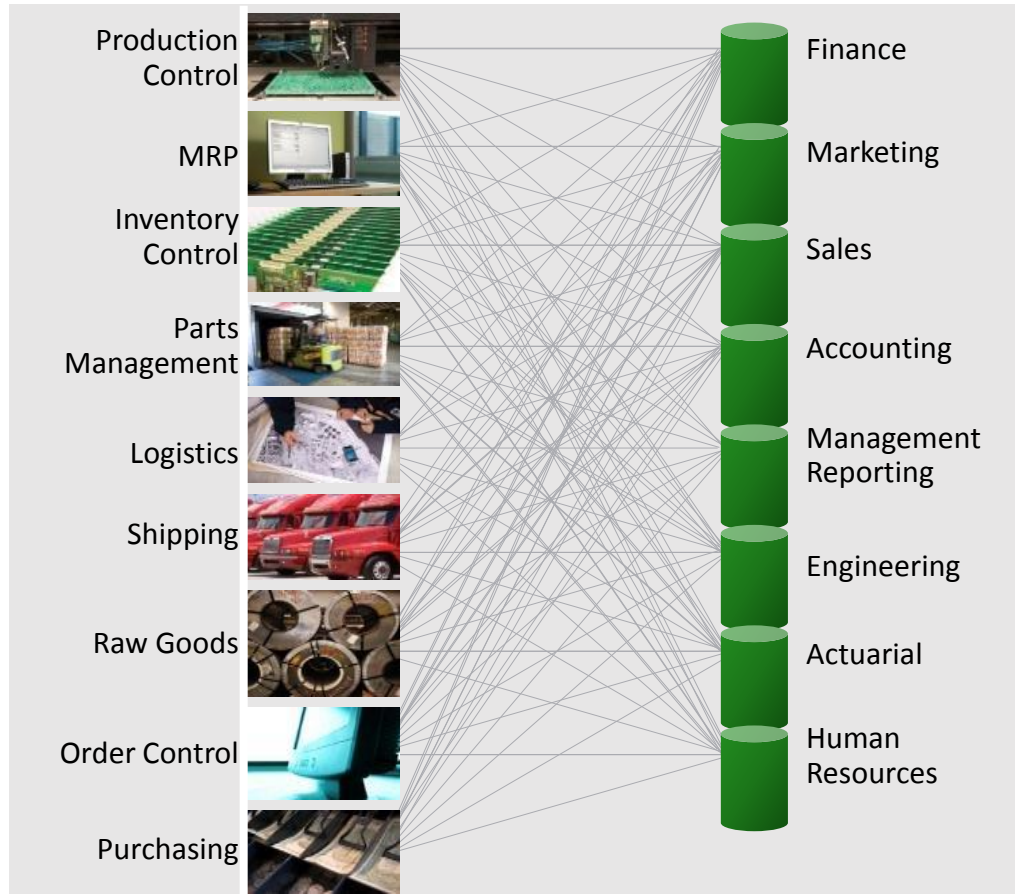 Production
Control
MRP
Inventory
Control
Parts
Management
Logistics
Shipping
Raw Goods
Order Control
Purchasing
Finance
Marketing
Sales
Accounting
Management
Reporting
Engineering
Actuarial
Human
Resources